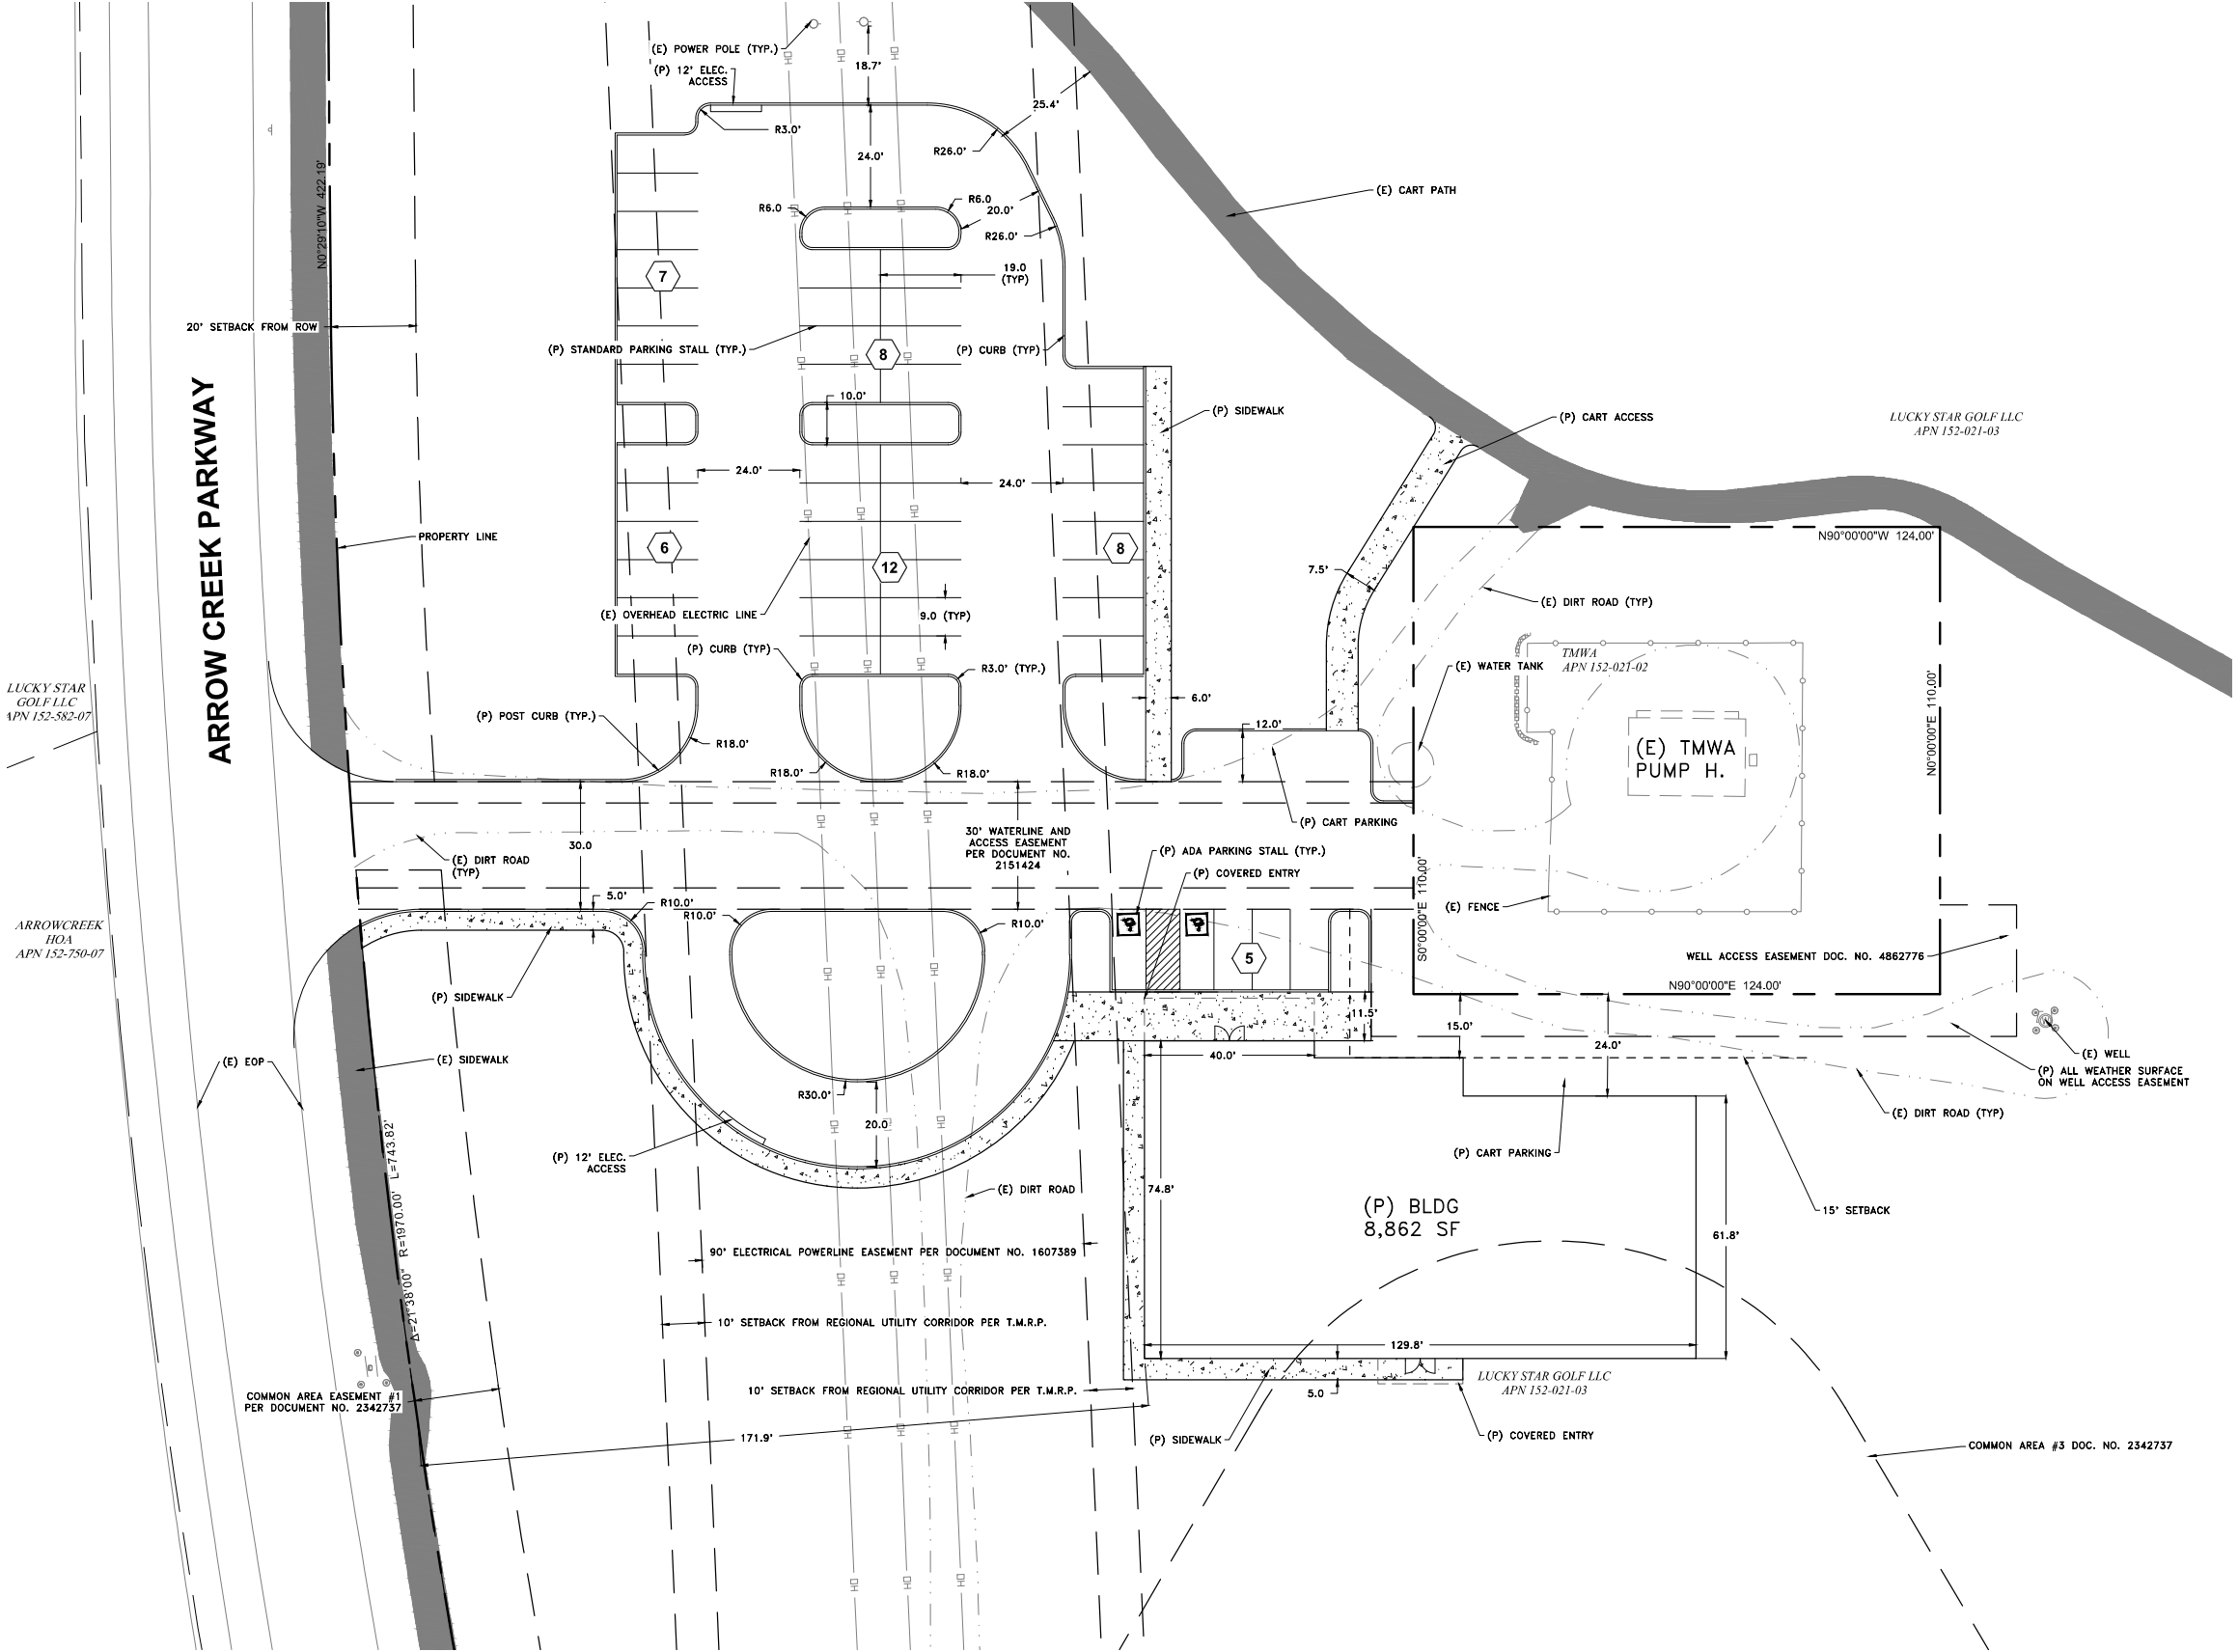 (E) POWER POLE (TYP.)
(P) 12' ELEC.
ACCESS
18.7'
25.4'
R3.0'
24.0'
R26.0'
N0°29'10"W 422.19'
R6.0
R6.0
20.0'
R26.0'
(E) CART PATH
7
19.0
(TYP)
20' SETBACK FROM ROW
(P) STANDARD PARKING STALL (TYP.)
8
(P) CURB (TYP)
10.0'
(P) SIDEWALK
(P) CART ACCESS
LUCKY STAR GOLF LLC
APN 152-021-03
ARROW CREEK PARKWAY
24.0'
24.0'
PROPERTY LINE
6
12
8
N90°00'00"W 124.00'
7.5'
(E) DIRT ROAD (TYP)
(E) OVERHEAD ELECTRIC LINE
9.0 (TYP)
(P) CURB (TYP)
R3.0' (TYP.)
(E) WATER TANK
TMWA
APN 152-021-02
LUCKY STAR
GOLF LLC
APN 152-582-07
6.0'
N0°00'00"E 110.00'
(P) POST CURB (TYP.)
R18.0'
12.0'
(E) TMWA
PUMP H.
R18.0'
R18.0'
(P) CART PARKING
30.0
30' WATERLINE AND
ACCESS EASEMENT
PER DOCUMENT NO.
2151424
(E) DIRT ROAD
(TYP)
(P) ADA PARKING STALL (TYP.)
(P) COVERED ENTRY
5.0'
R10.0'
R10.0'
R10.0'
S0°00'00"E 110.00'
(E) FENCE
ARROWCREEK
HOA
APN 152-750-07
5
WELL ACCESS EASEMENT DOC. NO. 4862776
(P) SIDEWALK
N90°00'00"E 124.00'
11.5'
15.0'
24.0'
40.0'
(E) EOP
(E) SIDEWALK
(E) WELL
(P) ALL WEATHER SURFACE
ON WELL ACCESS EASEMENT
R30.0'
20.0'
(E) DIRT ROAD (TYP)
(P) 12' ELEC.
ACCESS
(P) CART PARKING
Δ=21°38'00" R=1970.00' L=743.82'
(E) DIRT ROAD
74.8'
(P) BLDG
8,862 SF
15' SETBACK
61.8'
90' ELECTRICAL POWERLINE EASEMENT PER DOCUMENT NO. 1607389
10' SETBACK FROM REGIONAL UTILITY CORRIDOR PER T.M.R.P.
129.8'
COMMON AREA EASEMENT #1
PER DOCUMENT NO. 2342737
10' SETBACK FROM REGIONAL UTILITY CORRIDOR PER T.M.R.P.
5.0
LUCKY STAR GOLF LLC
APN 152-021-03
171.9'
(P) SIDEWALK
(P) COVERED ENTRY
COMMON AREA #3 DOC. NO. 2342737